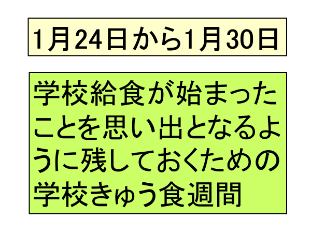 1月24日から1月30日
学校給食が始まった
ことを思い出となるよ
うに残しておくための
学校きゅう食週間